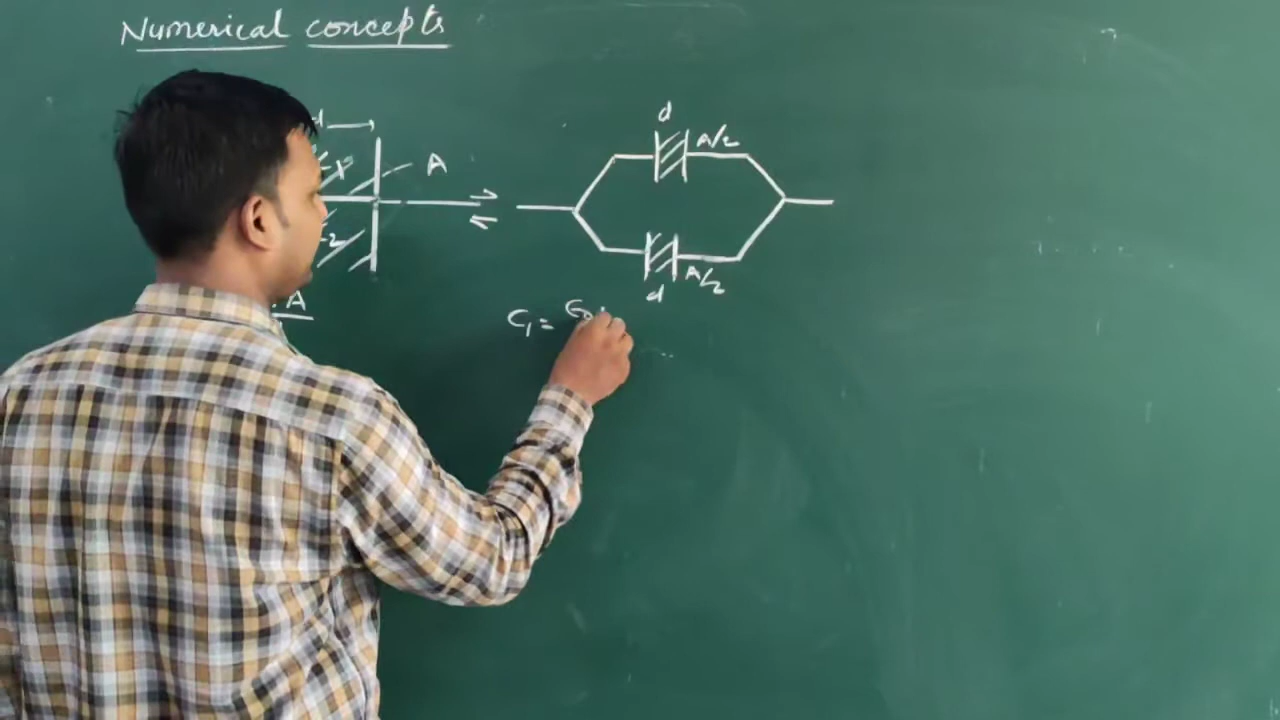 Numerical concepts
d
A
d
A/2
A/2
d
A
C₁ = ε₀